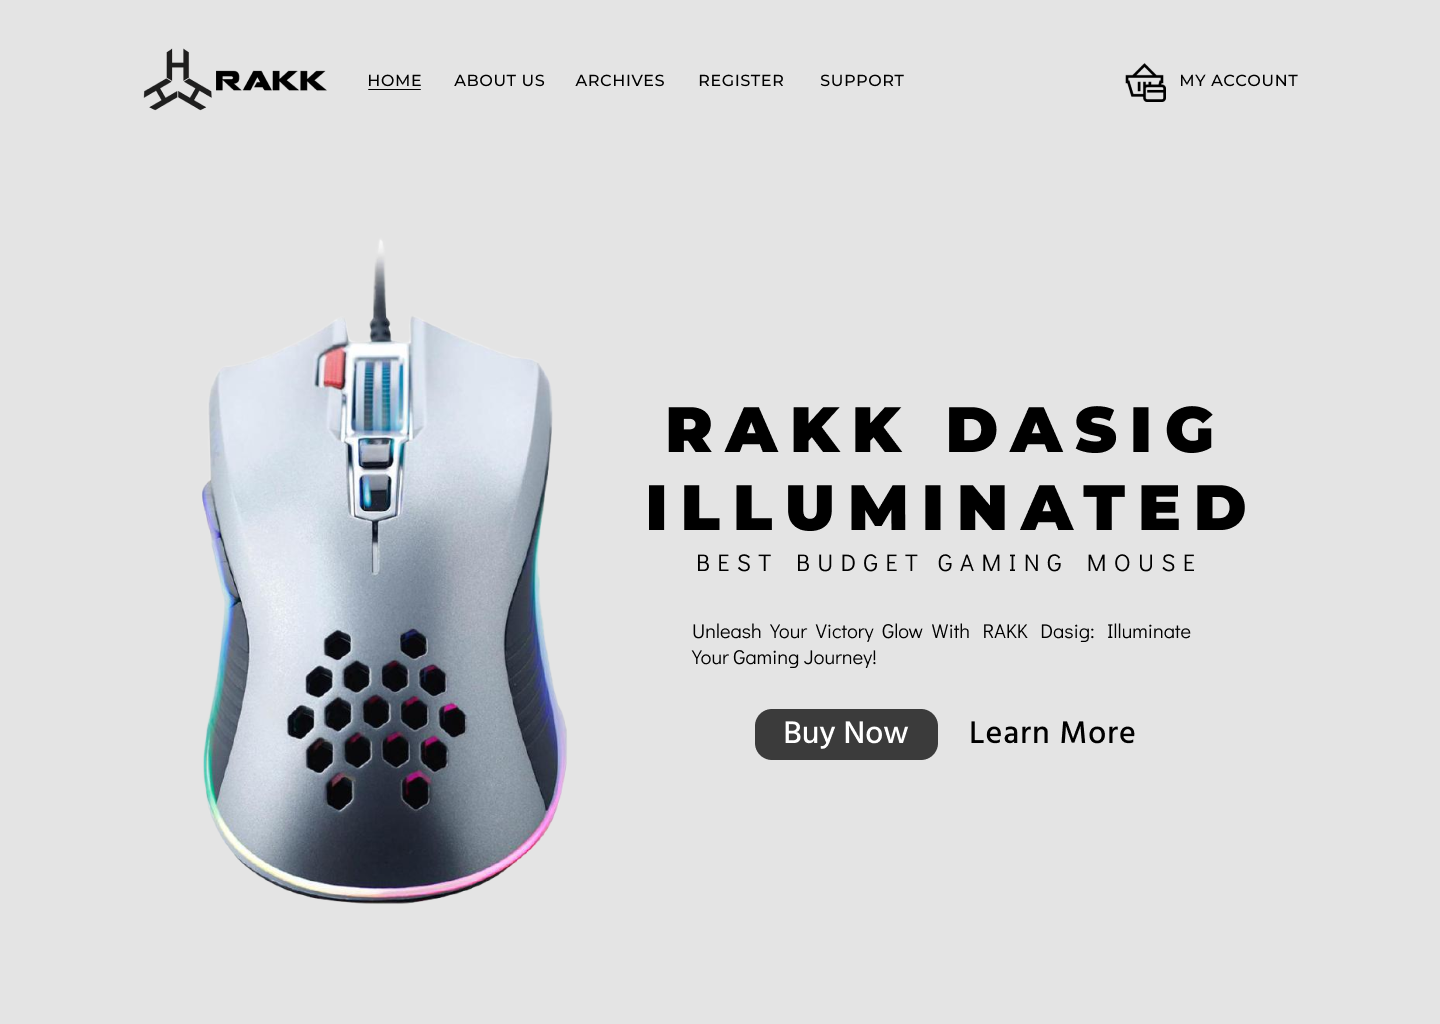 RAKK
HOME ABOUT US ARCHIVES REGISTER SUPPORT MY ACCOUNT
RAKK DASIG
ILLUMINATED
BEST BUDGET GAMING MOUSE
Unleash Your Victory Glow With RAKK Dasig: Illuminate
Your Gaming Journey!
Buy Now Learn More